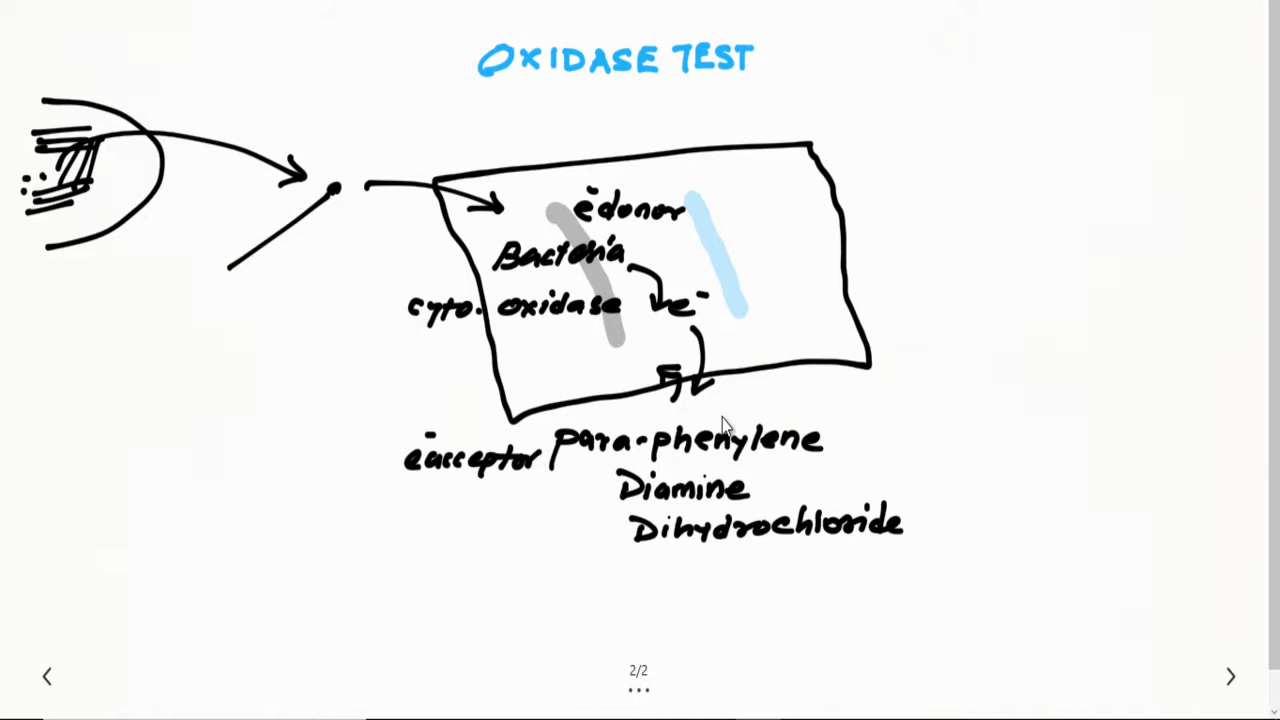 OXIDASE TEST
e-donor
Bacteria
cyto. oxidase e-
e-acceptor para-phenylene
Diamine
Dihydrochloride
2/2